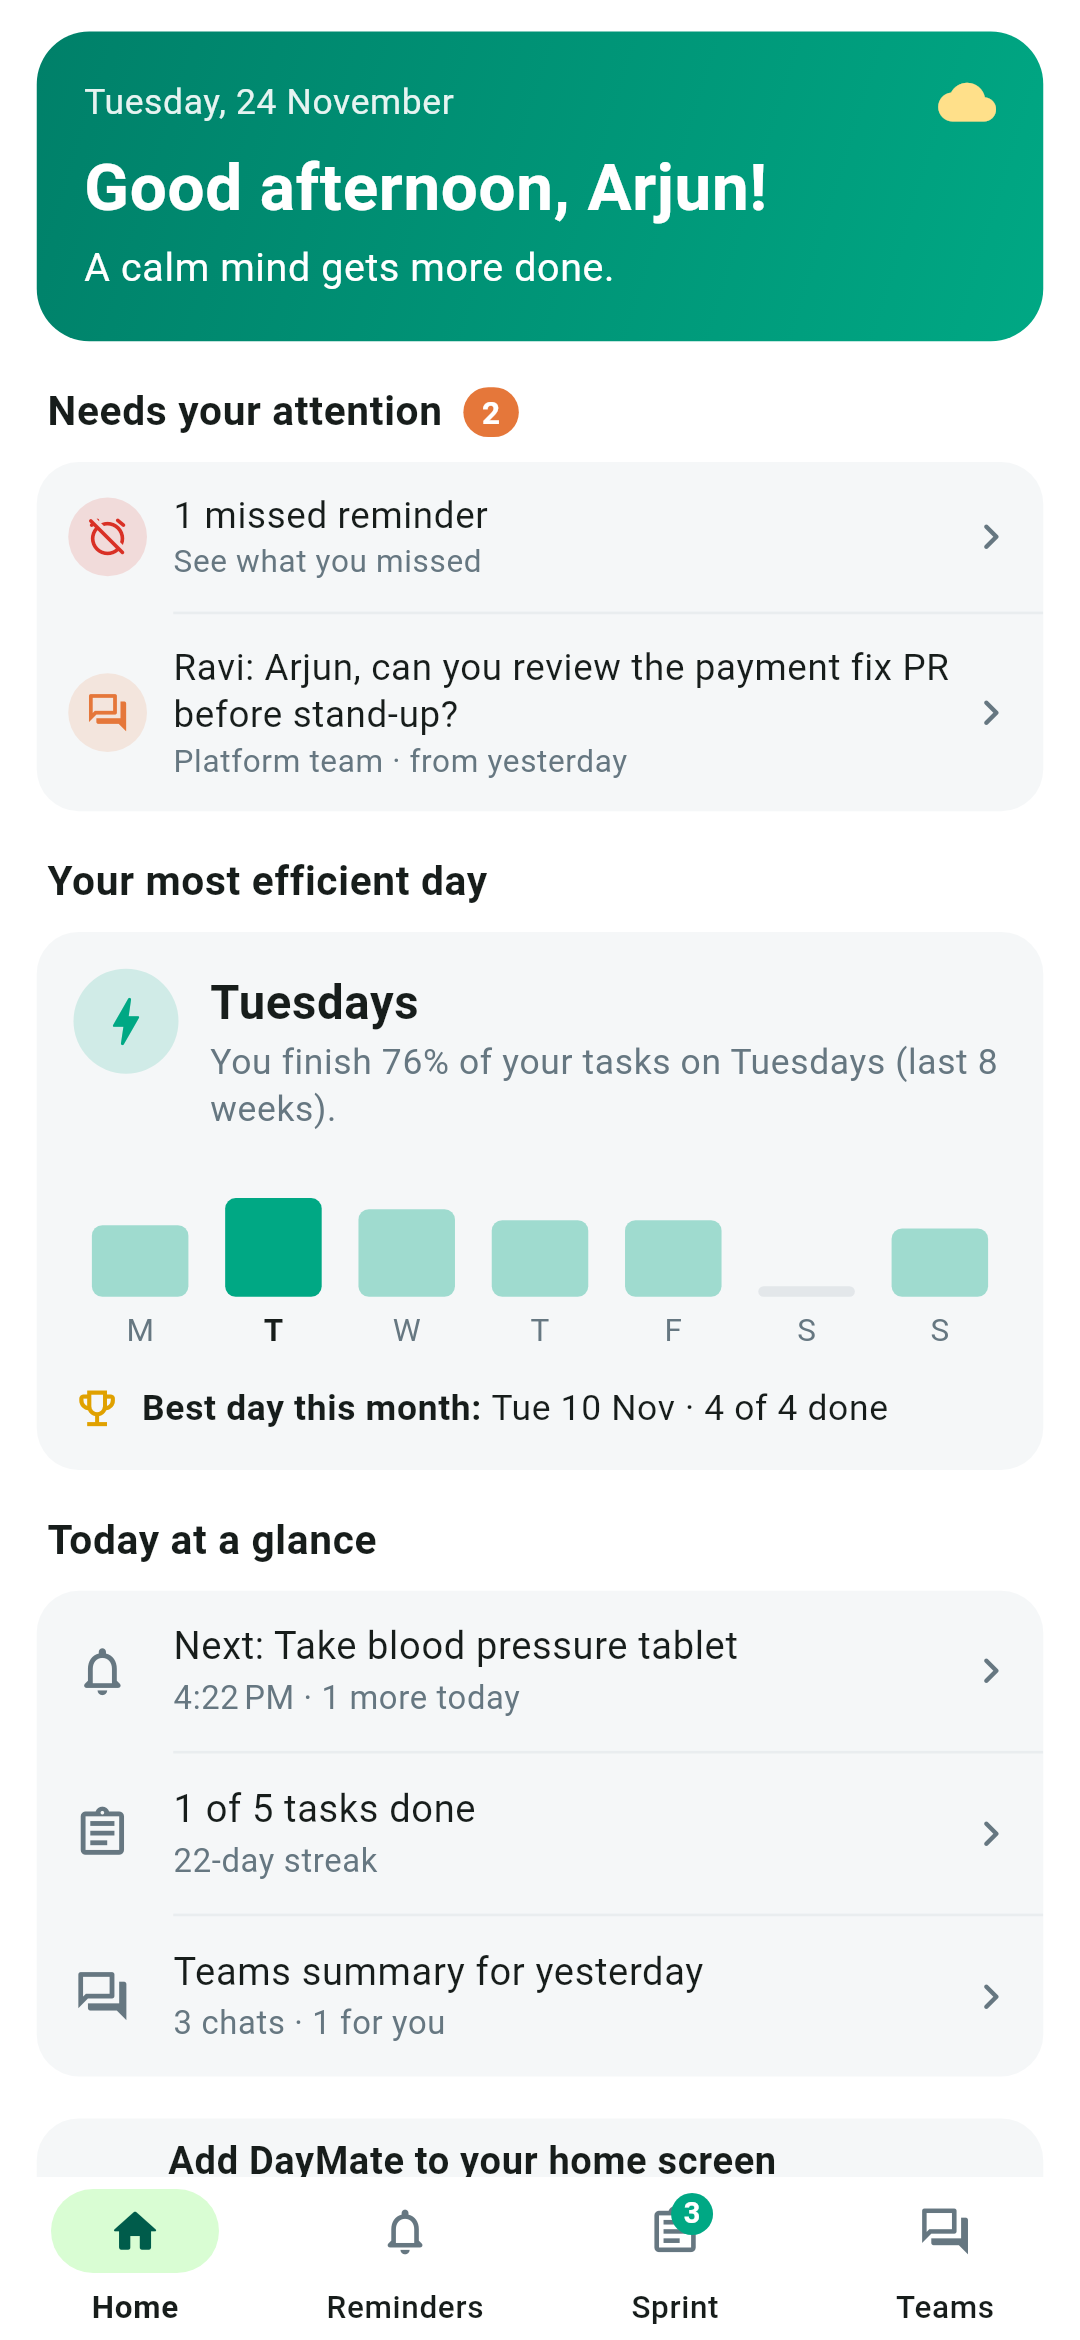 Tuesday, 24 November
Good afternoon, Arjun!
A calm mind gets more done.
Needs your attention 2
1 missed reminder
See what you missed
Ravi: Arjun, can you review the payment fix PR
before stand-up?
Platform team · from yesterday
Your most efficient day
Tuesdays
You finish 76% of your tasks on Tuesdays (last 8
weeks).
M T W T F S S
Best day this month: Tue 10 Nov · 4 of 4 done
Today at a glance
Next: Take blood pressure tablet
4:22 PM · 1 more today
1 of 5 tasks done
22-day streak
Teams summary for yesterday
3 chats · 1 for you
Add DayMate to your home screen
3
Home Reminders Sprint Teams